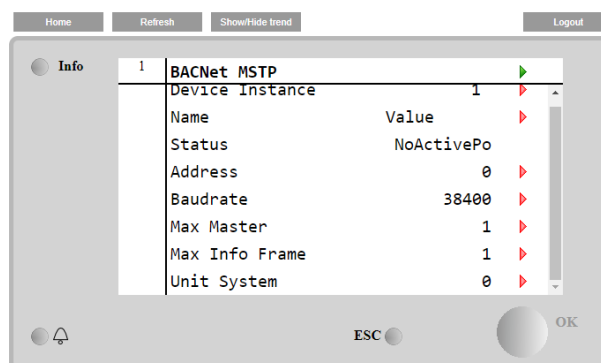 Home Refresh Show/Hide trend Logout
Info 1 BACNet MSTP
Device Instance 1
Name Value
Status NoActivePo
Address 0
Baudrate 38400
Max Master 1
Max Info Frame 1
Unit System 0
ESC OK